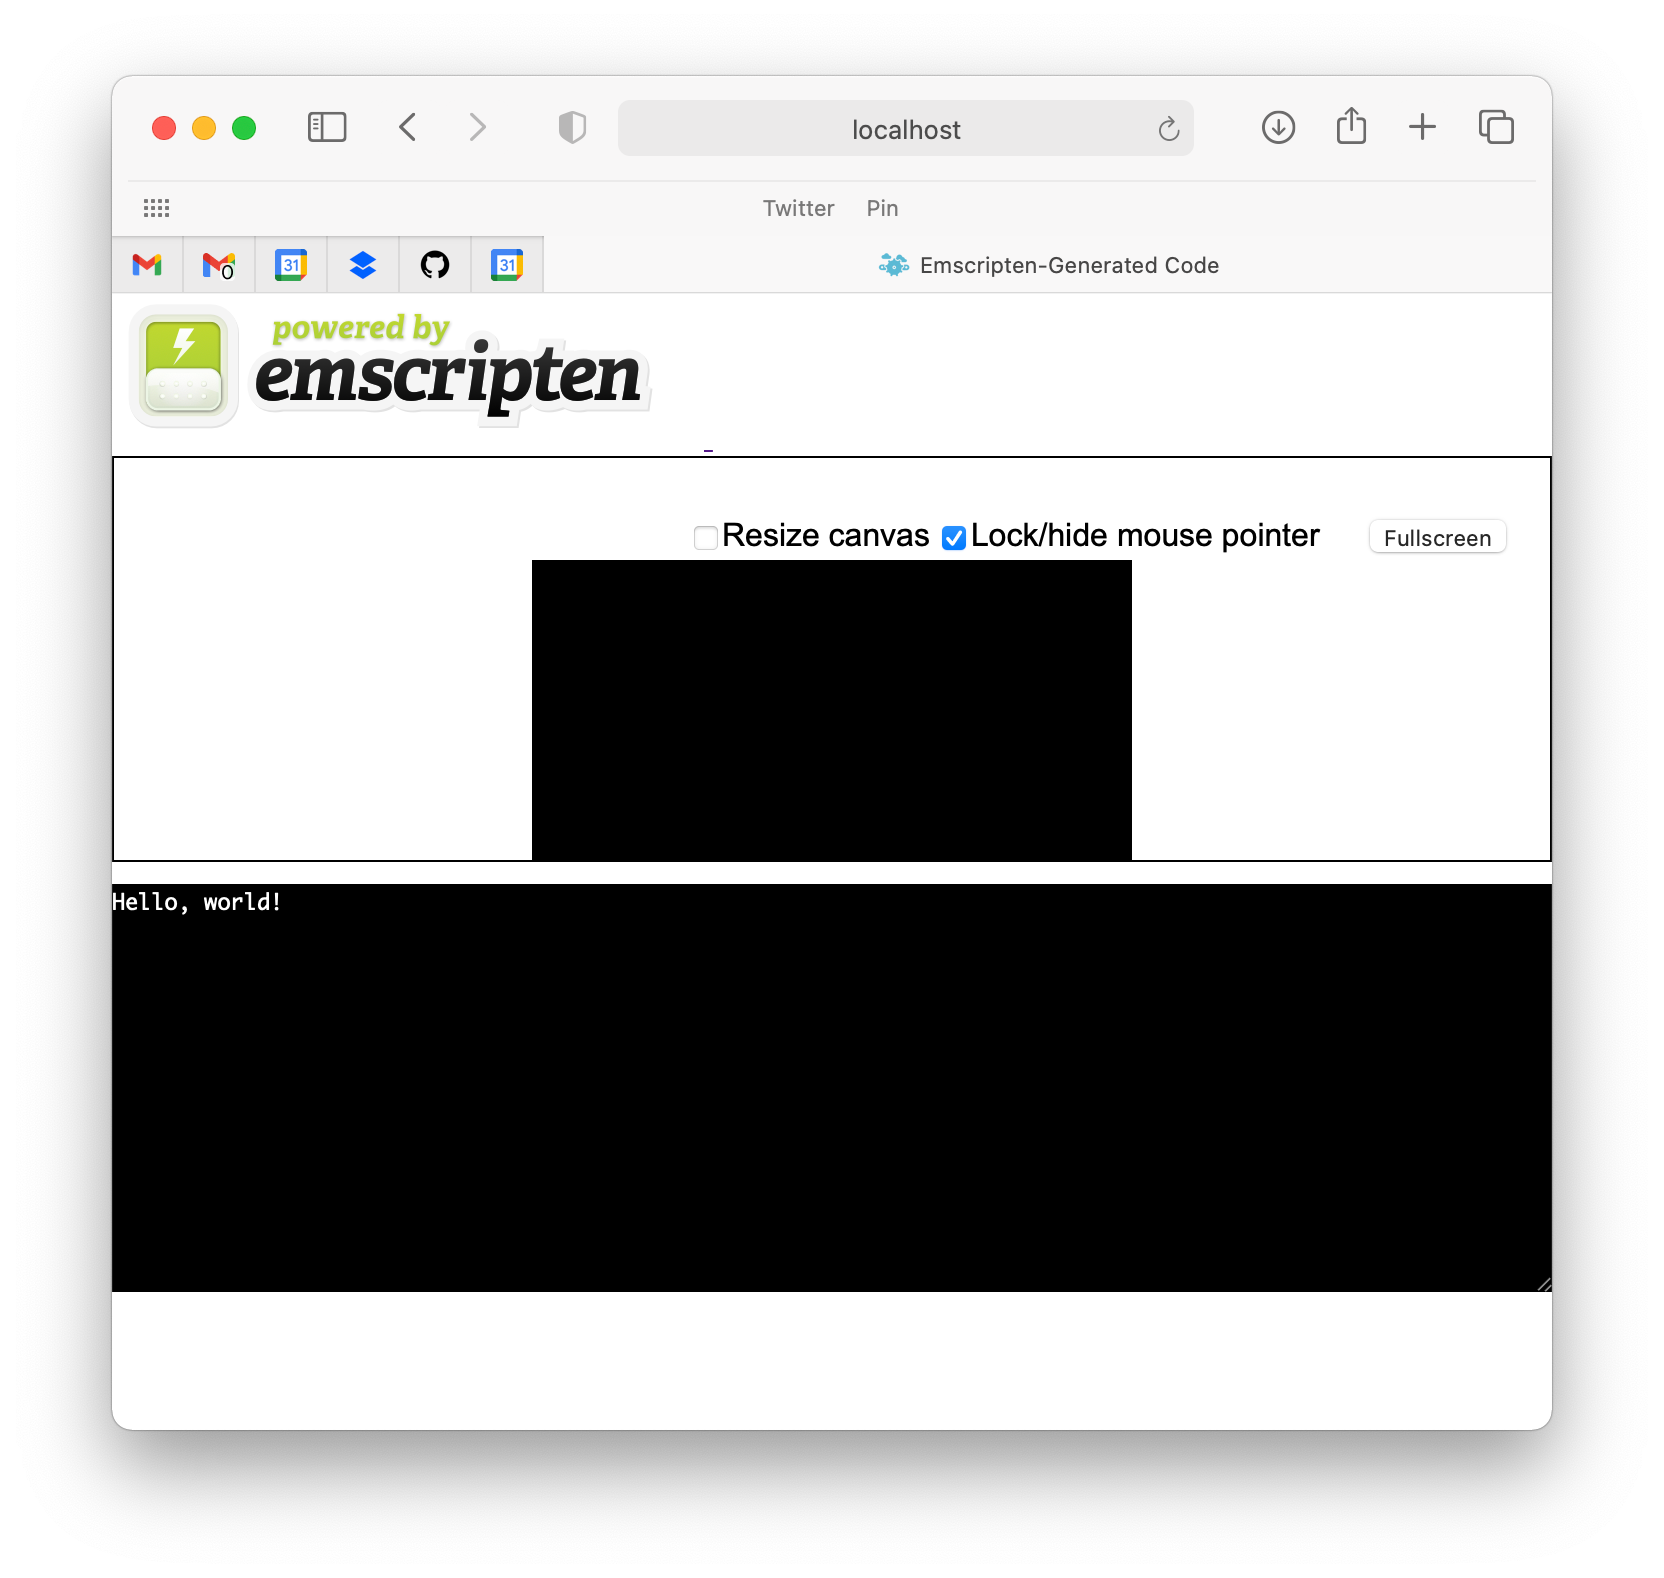 localhost
Twitter Pin
0 31 31 Emscripten-Generated Code
powered by
emscripten
Resize canvas Lock/hide mouse pointer Fullscreen
Hello, world!